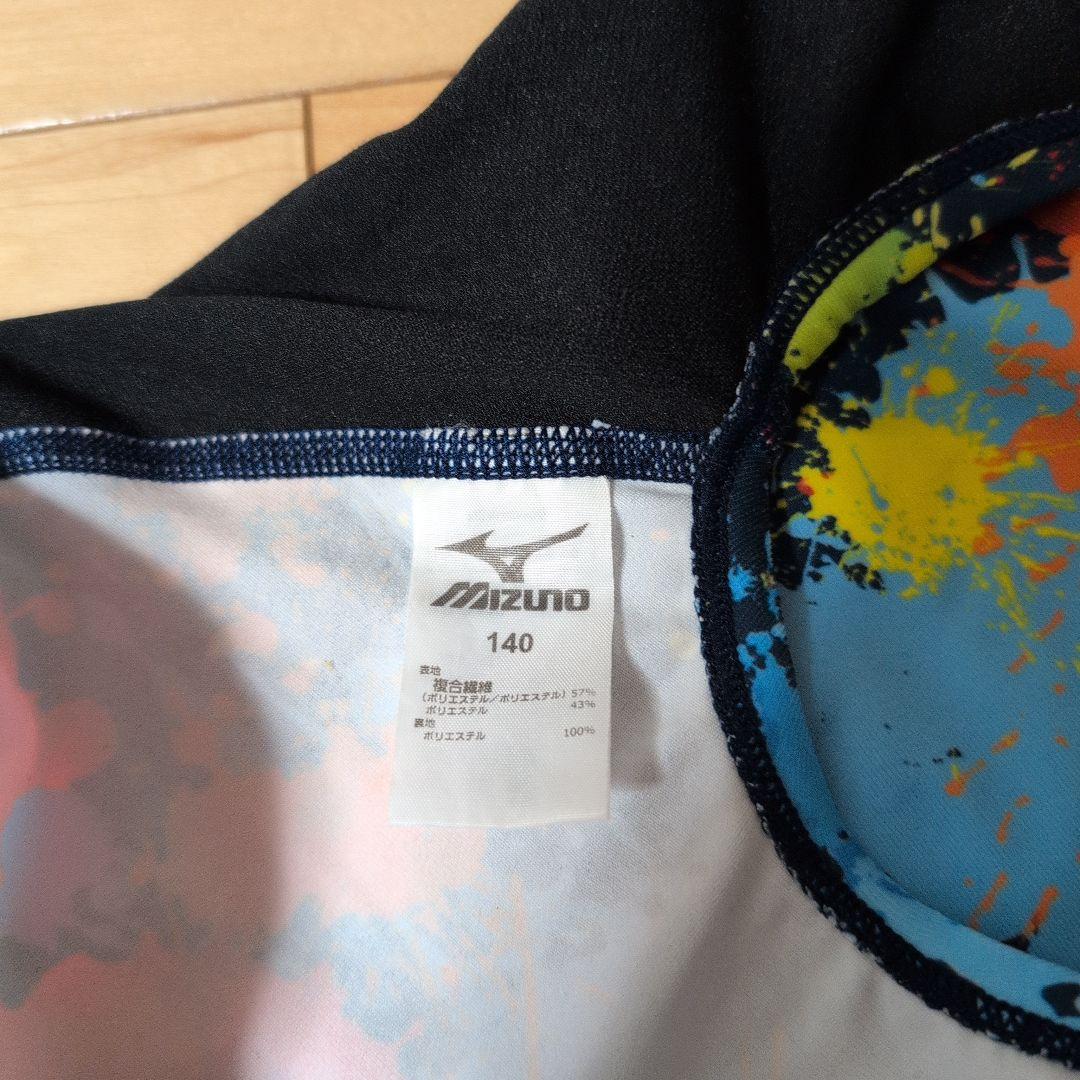 MIZUNO
140
表地
複合繊維
(ポリエステル/ポリエステル) 57%
ポリエステル 43%
裏地
ポリエステル 100%